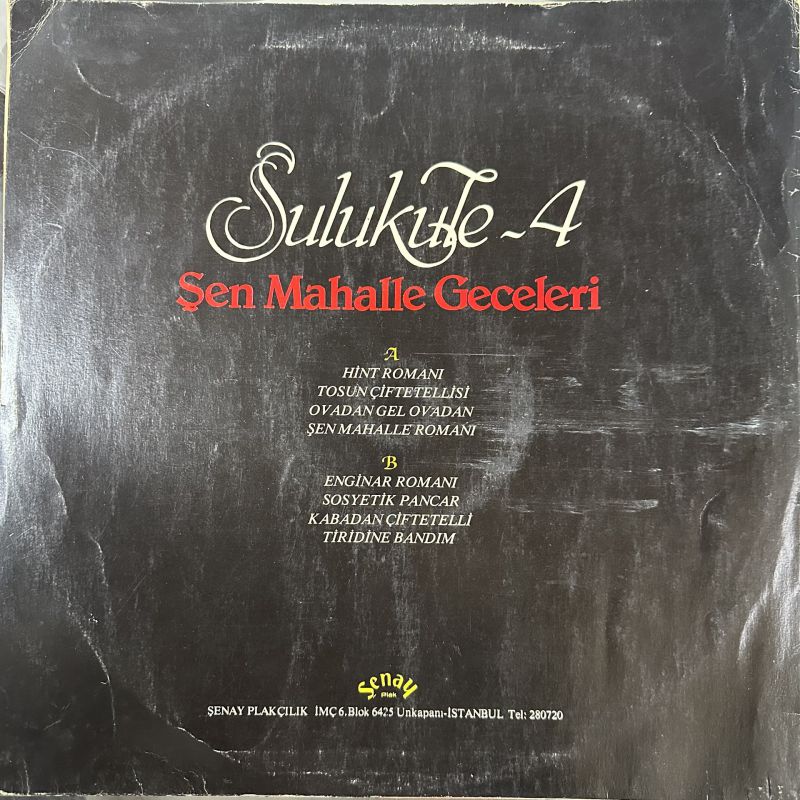 Sulukule-4
Şen Mahalle Geceleri
A
HİNT ROMANI
TOSUN ÇİFTETELLİSİ
OVADAN GEL OVADAN
ŞEN MAHALLE ROMANI
B
ENGİNAR ROMANI
SOSYETİK PANCAR
KABADAN ÇİFTETELLİ
TİRİDİNE BANDIM
Şenay
Plak
ŞENAY PLAKÇILIK İMÇ 6.Blok 6425 Unkapanı-İSTANBUL Tel: 280720